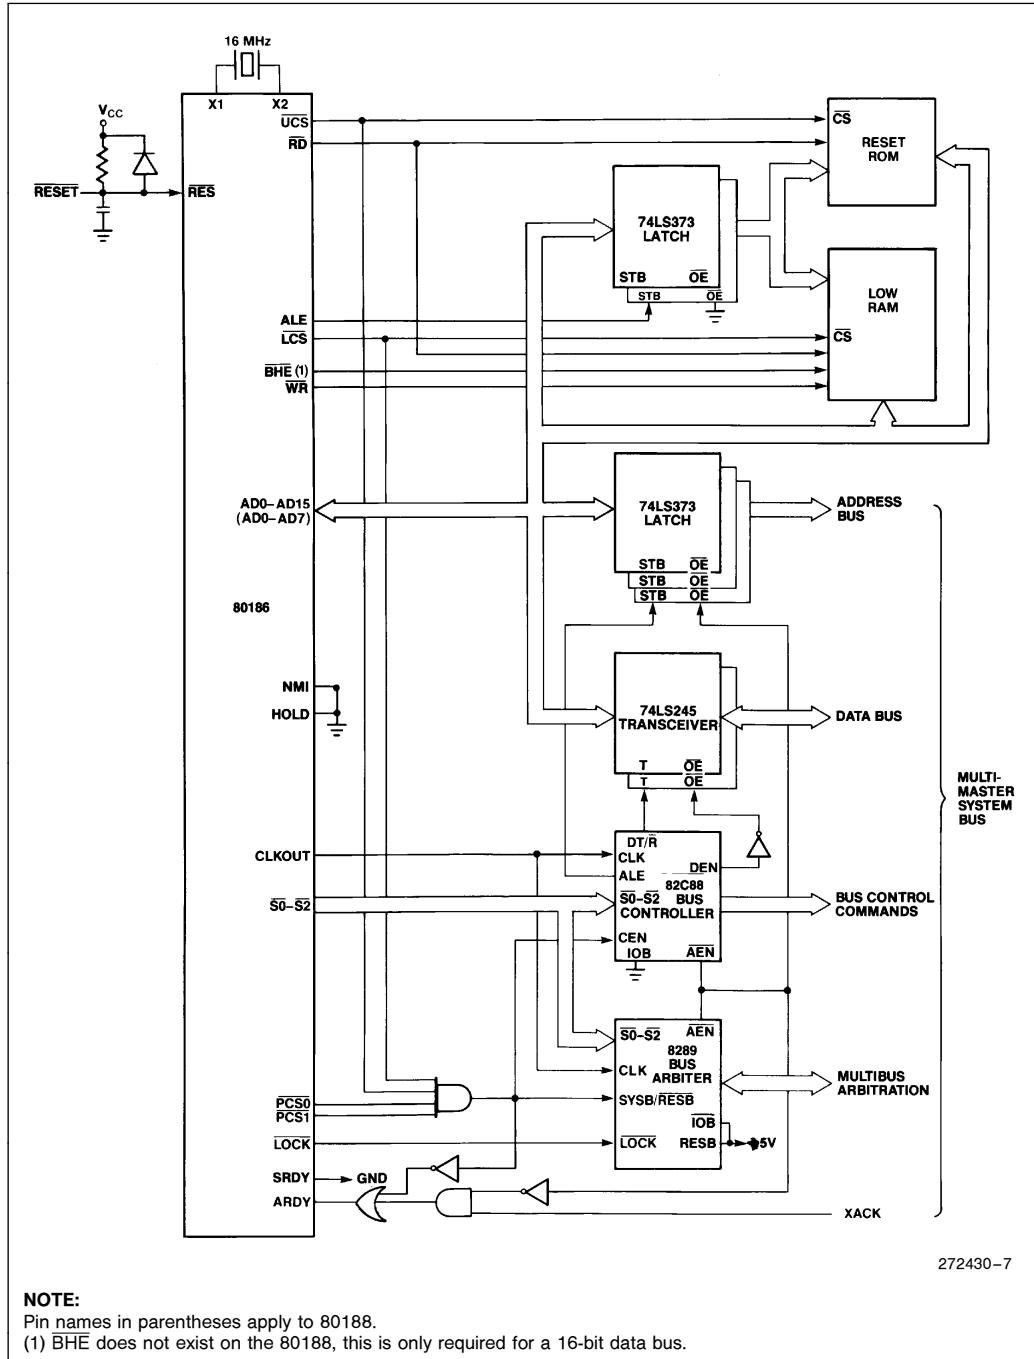 16 MHz
X1 X2
VCC
RESET
RES
UCS
RD
CS
RESET
ROM
74LS373
LATCH
STB OE
STB OE
LOW
RAM
CS
ALE
LCS
BHE (1)
WR
AD0–AD15
(AD0–AD7)
74LS373
LATCH
STB OE
STB OE
STB OE
ADDRESS
BUS
80186
NMI
HOLD
74LS245
TRANSCEIVER
T OE
T OE
DATA BUS
MULTI-
MASTER
SYSTEM
BUS
CLKOUT
S0–S2
DT/R
CLK
ALE
DEN
82C88
S0–S2 BUS
CONTROLLER
CEN
IOB AEN
BUS CONTROL
COMMANDS
S0–S2 AEN
8289
BUS
ARBITER
CLK
SYSB/RESB
IOB
LOCK RESB
5V
MULTIBUS
ARBITRATION
PCS0
PCS1
LOCK
SRDY GND
ARDY
XACK
272430–7
NOTE:
Pin names in parentheses apply to 80188.
(1) BHE does not exist on the 80188, this is only required for a 16-bit data bus.